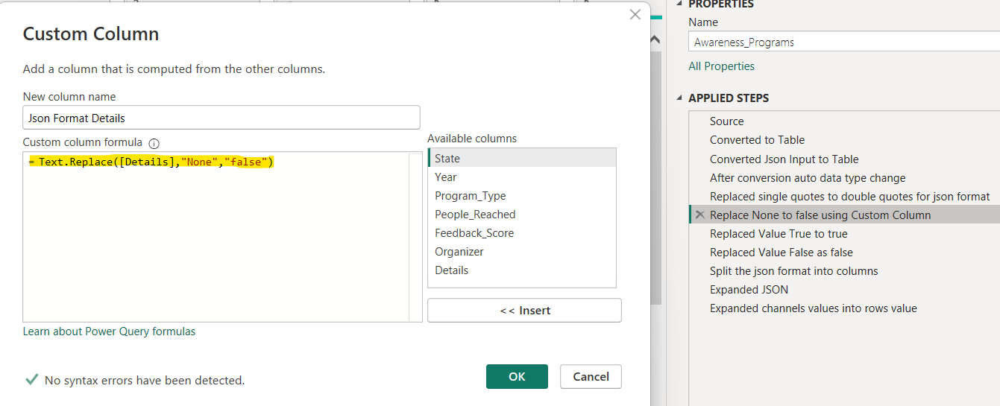 Custom Column
Add a column that is computed from the other columns.
New column name
Json Format Details
Custom column formula
= Text.Replace([Details],"None","false")
Available columns
State
Year
Program_Type
People_Reached
Feedback_Score
Organizer
Details
<< Insert
Learn about Power Query formulas
No syntax errors have been detected.
OK
Cancel
PROPERTIES
Name
Awareness_Programs
All Properties
APPLIED STEPS
Source
Converted to Table
Converted Json Input to Table
After conversion auto data type change
Replaced single quotes to double quotes for json format
Replace None to false using Custom Column
Replaced Value True to true
Replaced Value False as false
Split the json format into columns
Expanded JSON
Expanded channels values into rows value